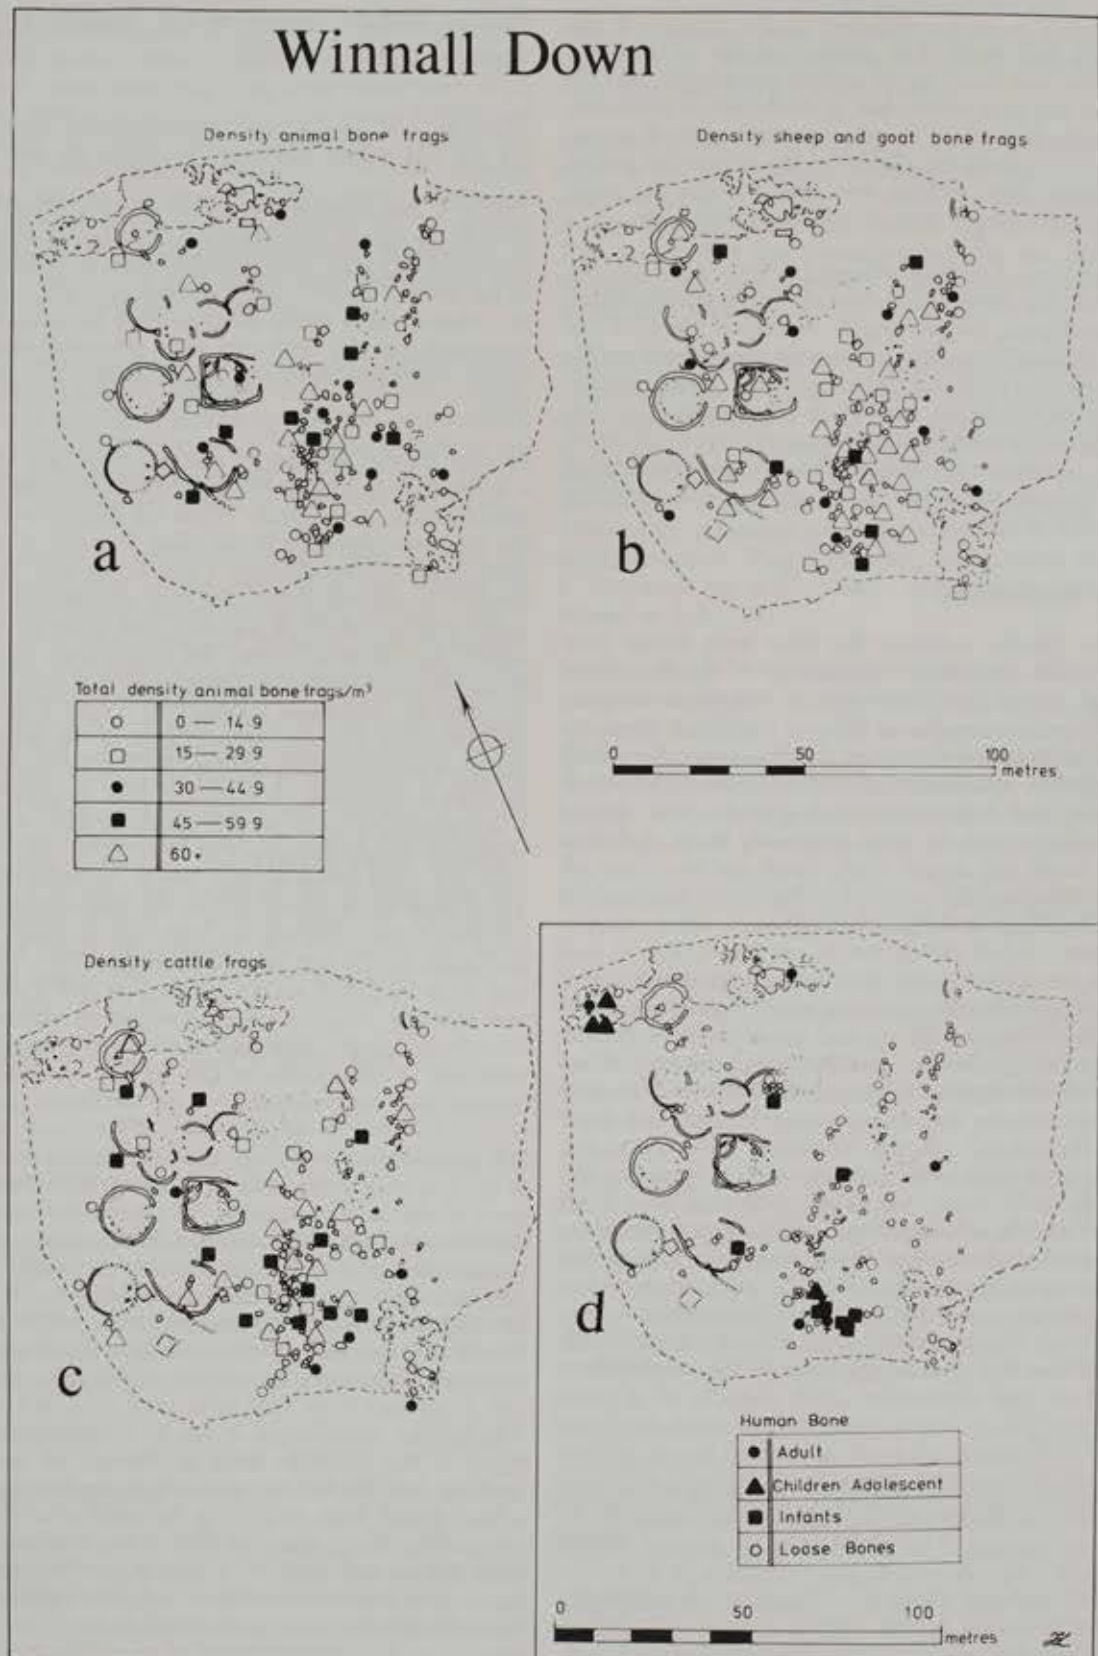 Winnall Down
Density animal bone frags
Density sheep and goat bone frags
a
b
Total density animal bone frags/m³
0 — 14 9
15 — 29 9
30 — 44 9
45 — 59 9
60+
0 50 100
metres
Density cattle frags
c
d
Human Bone
Adult
Children Adolescent
Infants
Loose Bones
0 50 100
metres